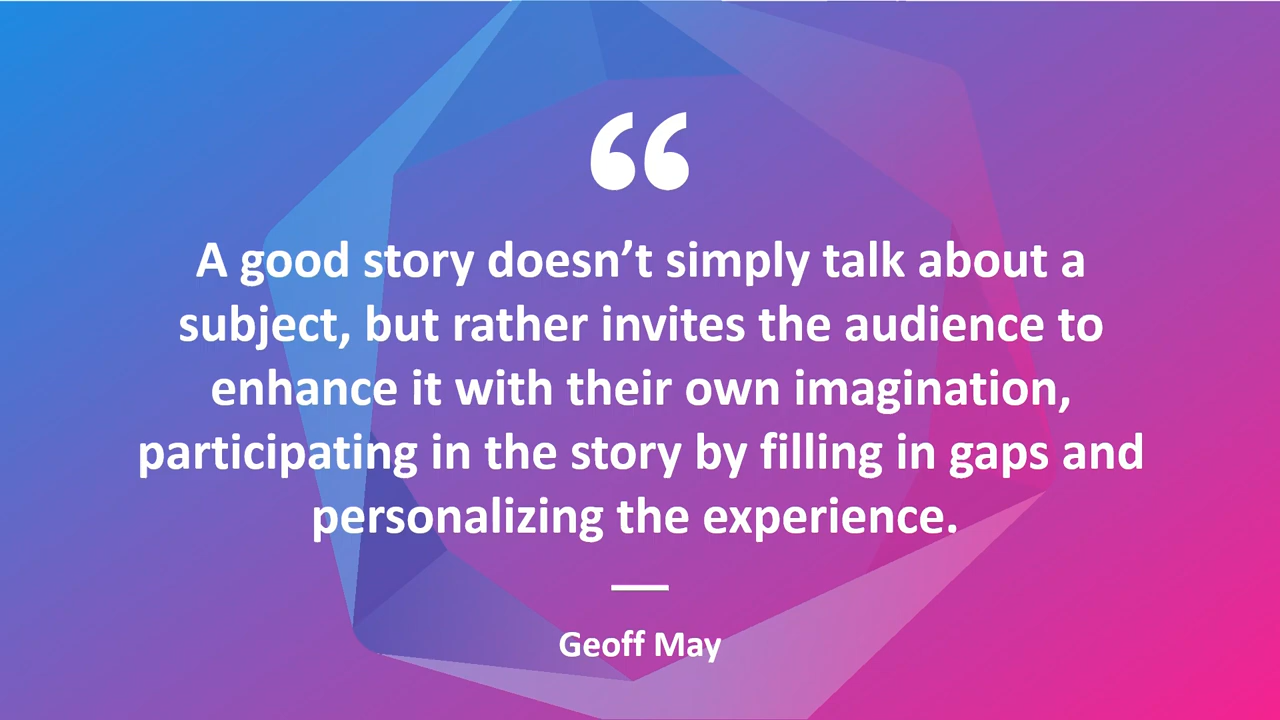 “
A good story doesn’t simply talk about a
subject, but rather invites the audience to
enhance it with their own imagination,
participating in the story by filling in gaps and
personalizing the experience.
Geoff May